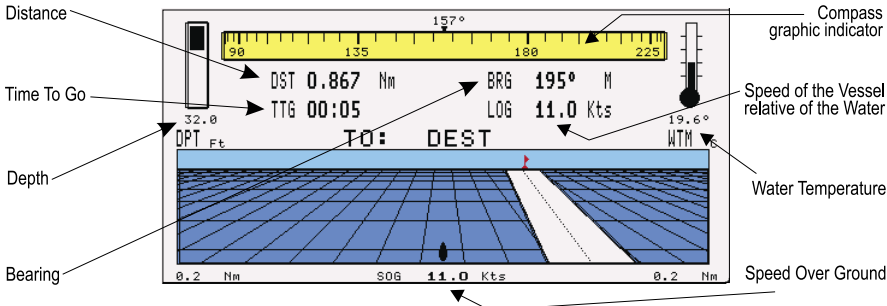 Distance
157°
Compass
graphic indicator
90 135 180 225
DST 0.867 Nm BRG 195° M
Time To Go
TTG 00:05 LOG 11.0 Kts
Speed of the Vessel
relative of the Water
32.0
19.6°
DPT Ft TO: DEST WTM °C
Depth
Water Temperature
Bearing
0.2 Nm SOG 11.0 Kts 0.2 Nm
Speed Over Ground